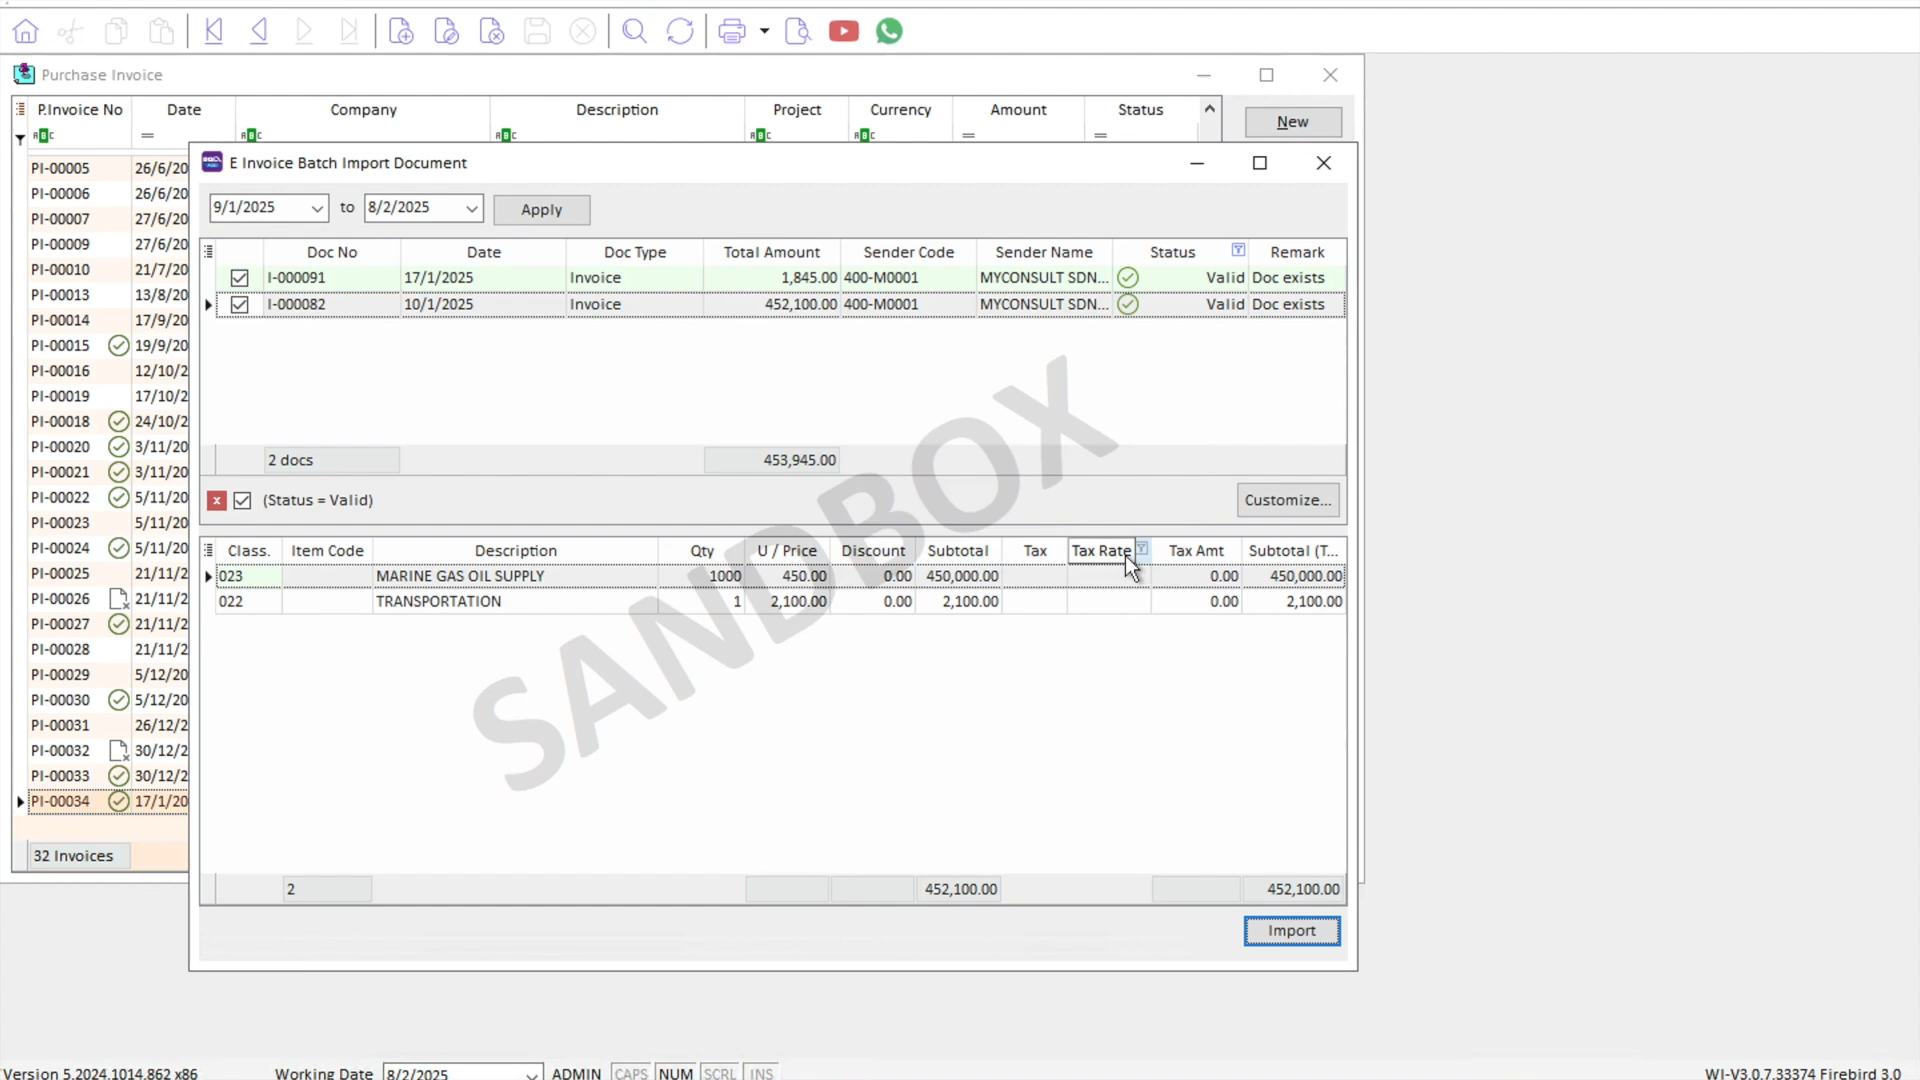 Purchase Invoice
P.Invoice No Date Company Description Project Currency Amount Status
New
E Invoice Batch Import Document
9/1/2025 to 8/2/2025 Apply
Doc No Date Doc Type Total Amount Sender Code Sender Name Status Remark
I-000091 17/1/2025 Invoice 1,845.00 400-M0001 MYCONSULT SDN... Valid Doc exists
I-000082 10/1/2025 Invoice 452,100.00 400-M0001 MYCONSULT SDN... Valid Doc exists
2 docs 453,945.00
(Status = Valid) Customize...
Class. Item Code Description Qty U / Price Discount Subtotal Tax Tax Rate Tax Amt Subtotal (T...
023 MARINE GAS OIL SUPPLY 1000 450.00 0.00 450,000.00 0.00 450,000.00
022 TRANSPORTATION 1 2,100.00 0.00 2,100.00 0.00 2,100.00
2 452,100.00 452,100.00
Import
SANDBOX
PI-00005 26/6/20
PI-00006 26/6/20
PI-00007 27/6/20
PI-00009 27/6/20
PI-00010 21/7/20
PI-00013 13/8/20
PI-00014 17/9/20
PI-00015 19/9/20
PI-00016 12/10/2
PI-00019 17/10/2
PI-00018 24/10/2
PI-00020 3/11/20
PI-00021 3/11/20
PI-00022 5/11/20
PI-00023 5/11/20
PI-00024 5/11/20
PI-00025 21/11/2
PI-00026 21/11/2
PI-00027 21/11/2
PI-00028 21/11/2
PI-00029 5/12/20
PI-00030 5/12/20
PI-00031 26/12/2
PI-00032 30/12/2
PI-00033 30/12/2
PI-00034 17/1/20
32 Invoices
Version 5.2024.1014.862 x86 Working Date 8/2/2025 ADMIN CAPS NUM SCRL INS WI-V3.0.7.33374 Firebird 3.0